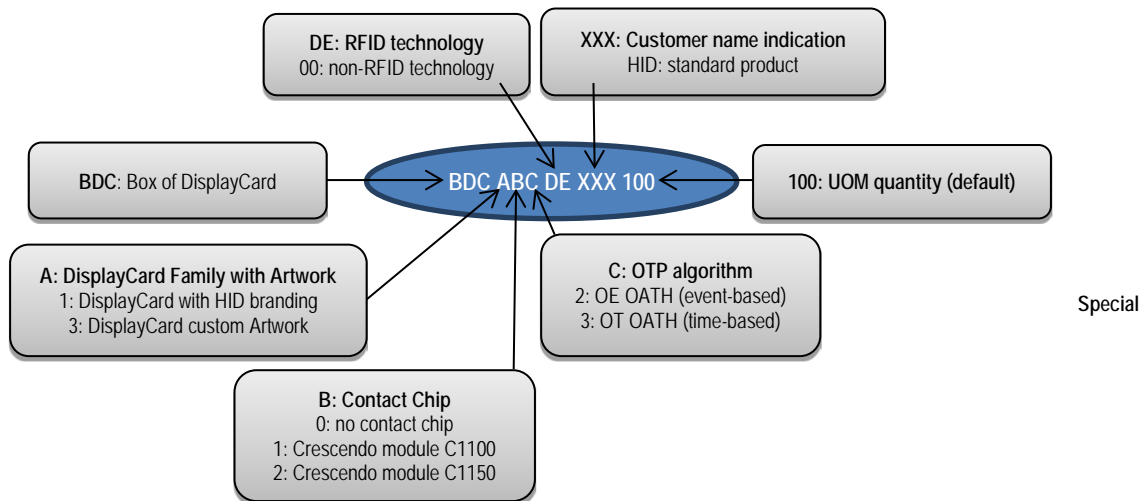 DE: RFID technology
00: non-RFID technology
XXX: Customer name indication
HID: standard product
BDC: Box of DisplayCard
BDC ABC DE XXX 100
100: UOM quantity (default)
A: DisplayCard Family with Artwork
1: DisplayCard with HID branding
3: DisplayCard custom Artwork
C: OTP algorithm
2: OE OATH (event-based)
3: OT OATH (time-based)
Special
B: Contact Chip
0: no contact chip
1: Crescendo module C1100
2: Crescendo module C1150